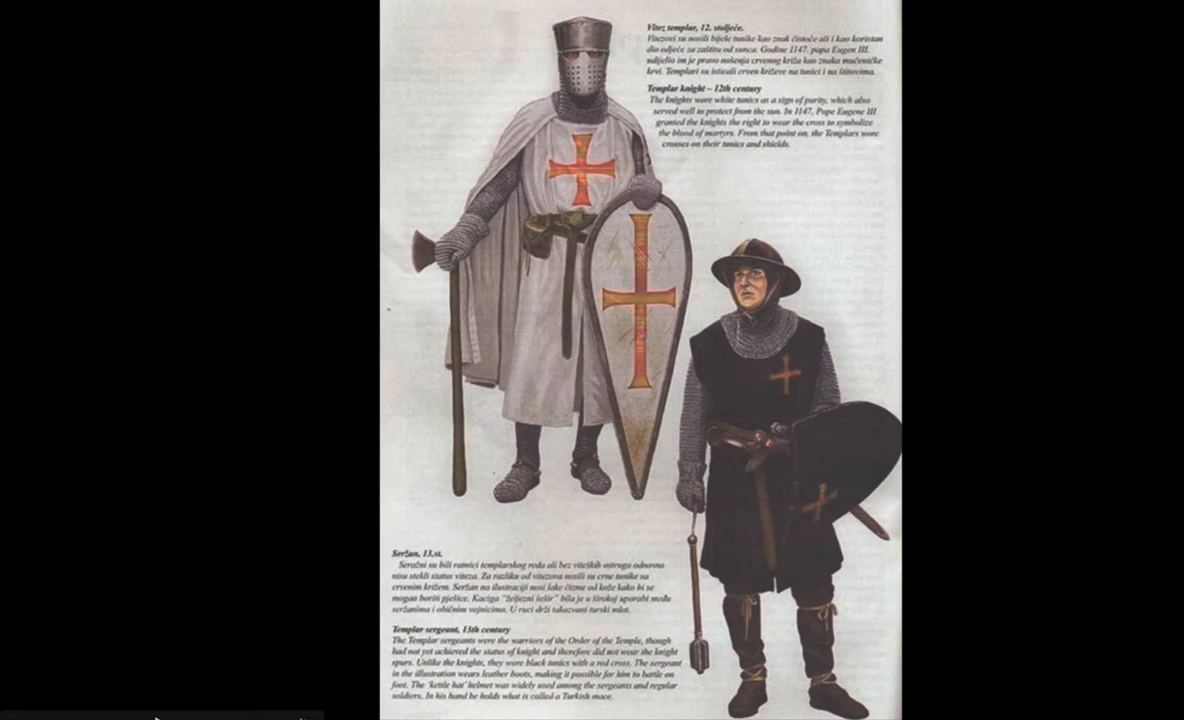 Vitez templar, 12. stoljeće.
Vitezovi su nosili bijele tunike kao znak čistoće ali i kao koristan
dio odjeće za zaštitu od sunca. Godine 1147. papa Eugen III.
udijelio im je pravo nošenja crvenog križa kao znaka mučeničke
krvi. Templari su isticali crven križeve na tunici i na štitovima.
Templar knight – 12th century
The knights wore white tunics as a sign of purity, which also
served well to protect from the sun. In 1147, Pope Eugene III
granted the knights the right to wear the cross to symbolize
the blood of martyrs. From that point on, the Templars wore
crosses on their tunics and shields.
Seržan, 13.st.
Seražni su bili ratnici templarskog reda ali bez viteških ostruga odnosno
nisu stekli status viteza. Za razliku od vitezova nosili su crne tunike sa
crvenim križem. Seržan na ilustraciji nosi lake čizme od kože kako bi se
mogao boriti pješice. Kaciga "željezni šešir" bila je u širokoj uporabi među
seržanima i običnim vojnicima. U ruci drži takozvani turski mlat.
Templar sergeant, 13th century
The Templar sergeants were the warriors of the Order of the Temple, though
had not yet achieved the status of knight and therefore did not wear the knight
spurs. Unlike the knights, they wore black tunics with a red cross. The sergeant
in the illustration wears leather boots, making it possible for him to battle on
foot. The 'kettle hat' helmet was widely used among the sergeants and regular
soldiers. In his hand he holds what is called a Turkish mace.